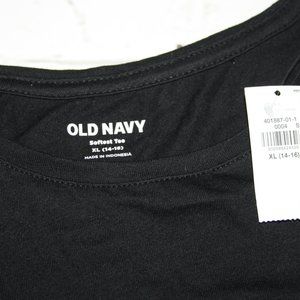 OLD NAVY
Softest Tee
XL (14-16)
MADE IN INDONESIA
401887-01-1
0004
XL (14-16)